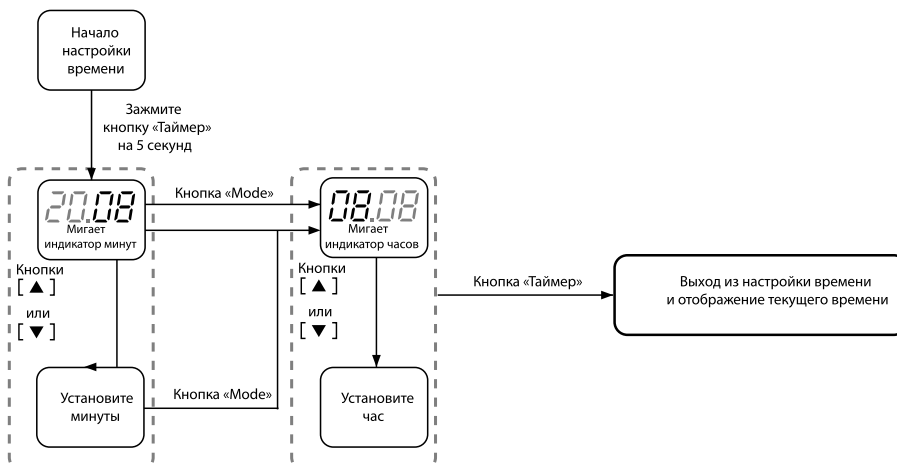 Начало
настройки
времени
Зажмите
кнопку «Таймер»
на 5 секунд
20.08
Мигает
индикатор минут
Кнопка «Mode»
08.08
Мигает
индикатор часов
Кнопки
[▲]
или
[▼]
Кнопки
[▲]
или
[▼]
Кнопка «Таймер»
Выход из настройки времени
и отображение текущего времени
Установите
минуты
Кнопка «Mode»
Установите
час